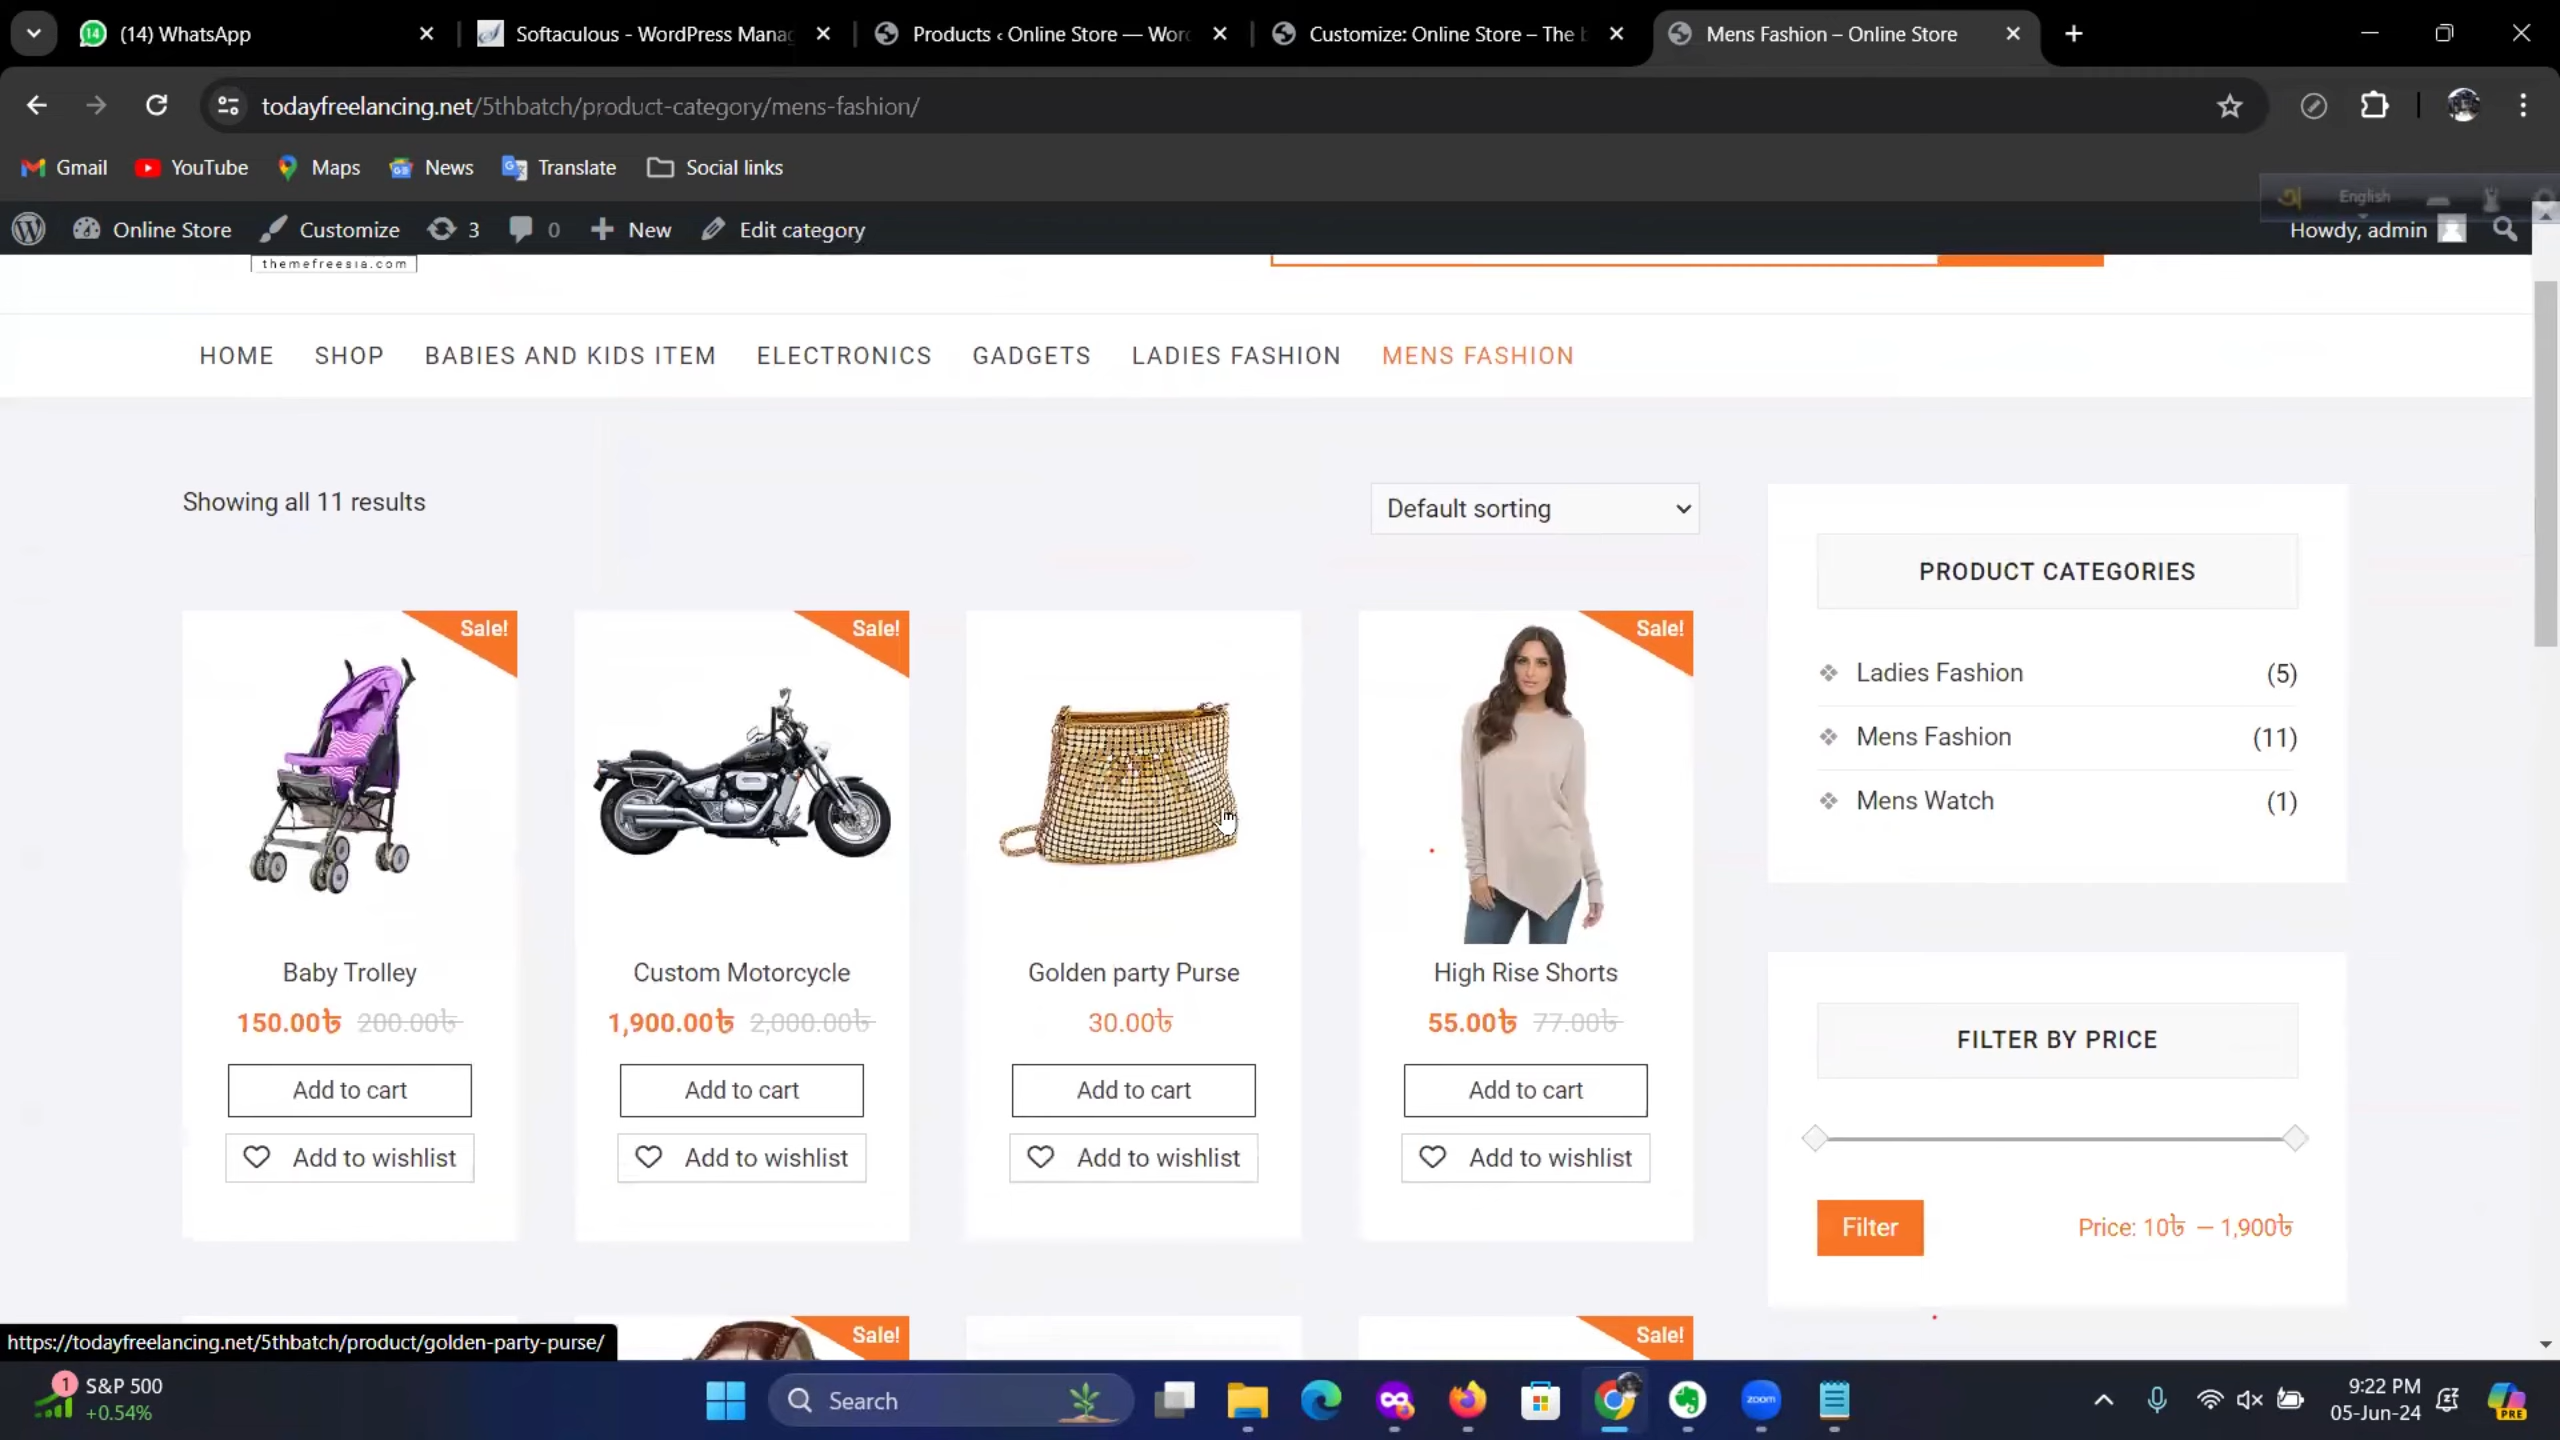 (14) WhatsApp
Softaculous - WordPress Manag
Products ‹ Online Store — Word
Customize: Online Store – The b
Mens Fashion – Online Store
todayfreelancing.net/5thbatch/product-category/mens-fashion/
Gmail
YouTube
Maps
News
Translate
Social links
English
Online Store
Customize
3
0
New
Edit category
Howdy, admin
themefreesia.com
HOME
SHOP
BABIES AND KIDS ITEM
ELECTRONICS
GADGETS
LADIES FASHION
MENS FASHION
Showing all 11 results
Default sorting
Sale!
Sale!
Sale!
Baby Trolley
Custom Motorcycle
Golden party Purse
High Rise Shorts
150.00৳ 200.00৳
1,900.00৳ 2,000.00৳
30.00৳
55.00৳ 77.00৳
Add to cart
Add to cart
Add to cart
Add to cart
Add to wishlist
Add to wishlist
Add to wishlist
Add to wishlist
Sale!
Sale!
PRODUCT CATEGORIES
Ladies Fashion (5)
Mens Fashion (11)
Mens Watch (1)
FILTER BY PRICE
Filter
Price: 10৳ — 1,900৳
https://todayfreelancing.net/5thbatch/product/golden-party-purse/
1
S&P 500
+0.54%
Search
zoom
9:22 PM
05-Jun-24
PRE